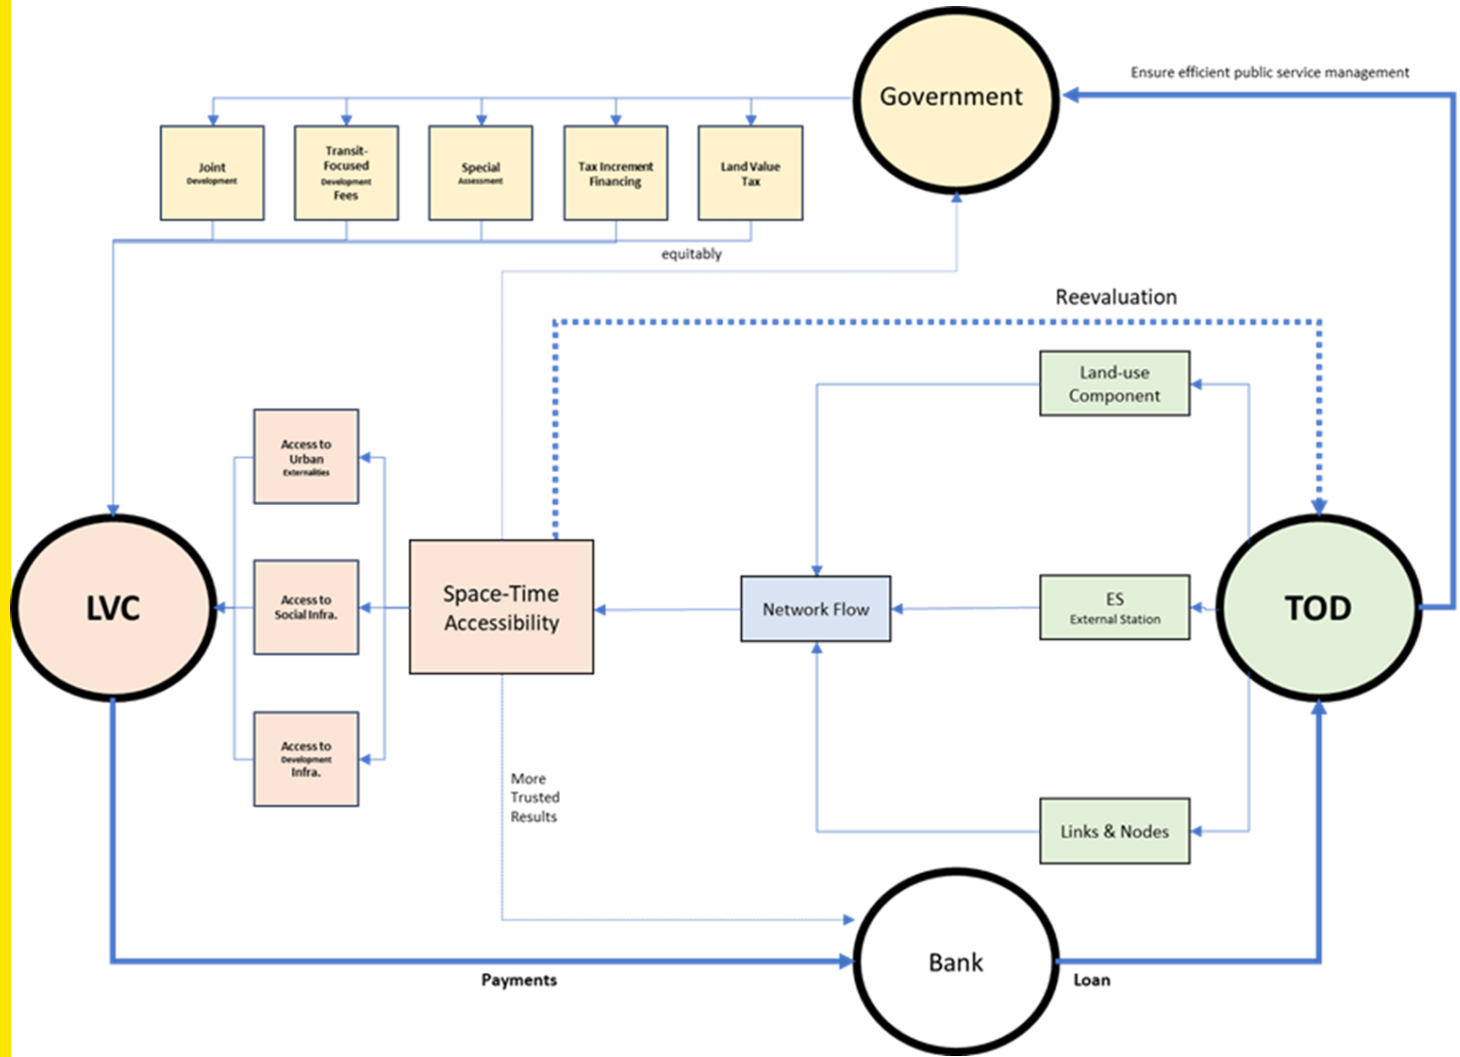 Government
Ensure efficient public service management
Joint
Development
Transit-
Focused
Development
Fees
Special
Assessment
Tax Increment
Financing
Land Value
Tax
equitably
Reevaluation
Land-use
Component
Access to
Urban
Externalities
LVC
Access to
Social Infra.
Space-Time
Accessibility
Network Flow
ES
External Station
TOD
Access to
Development
Infra.
More
Trusted
Results
Links & Nodes
Bank
Payments
Loan